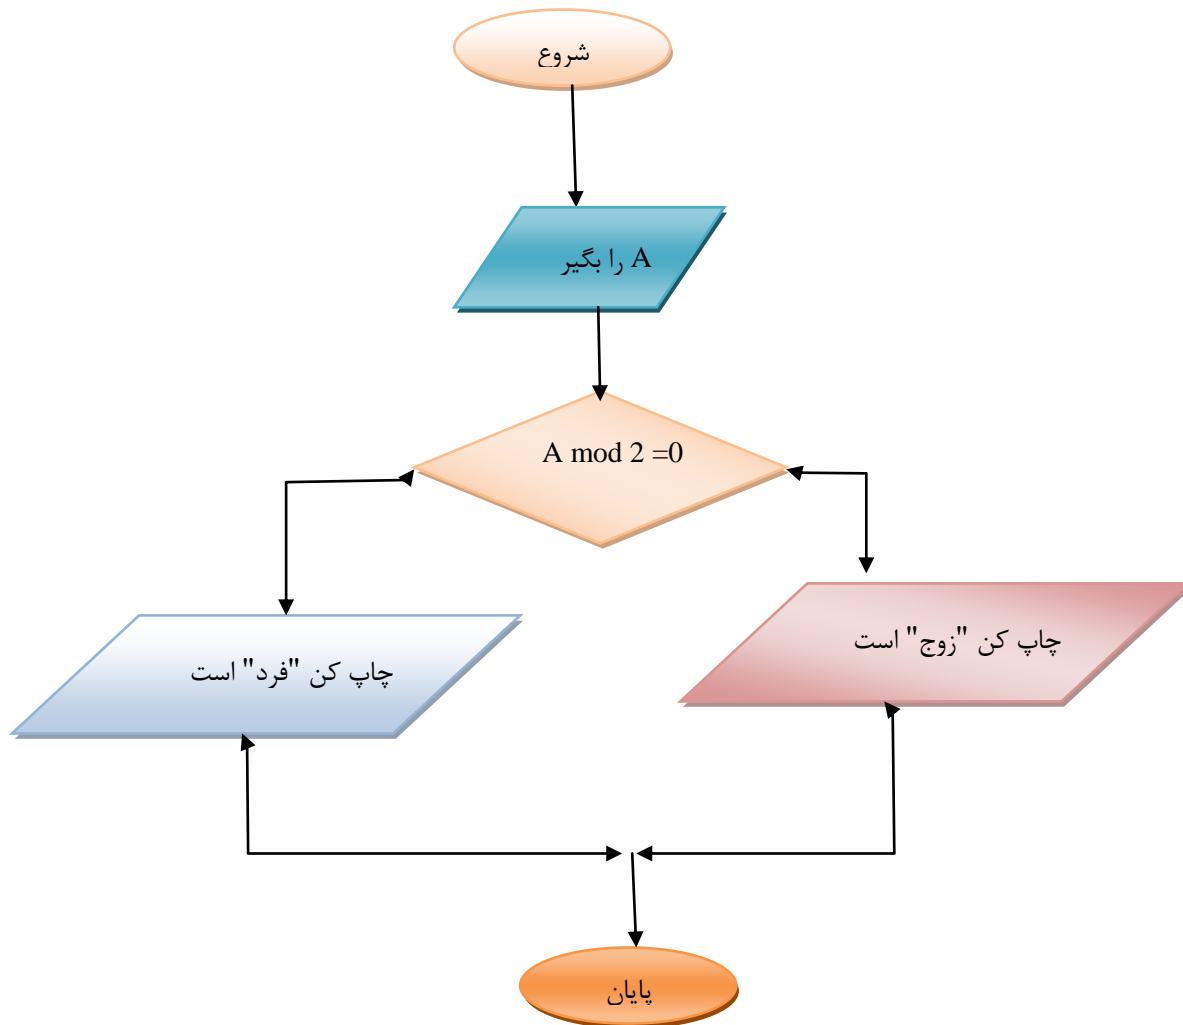 شروع
A را بگیر
A mod 2 =0
چاپ کن "زوج" است
چاپ کن "فرد" است
پایان